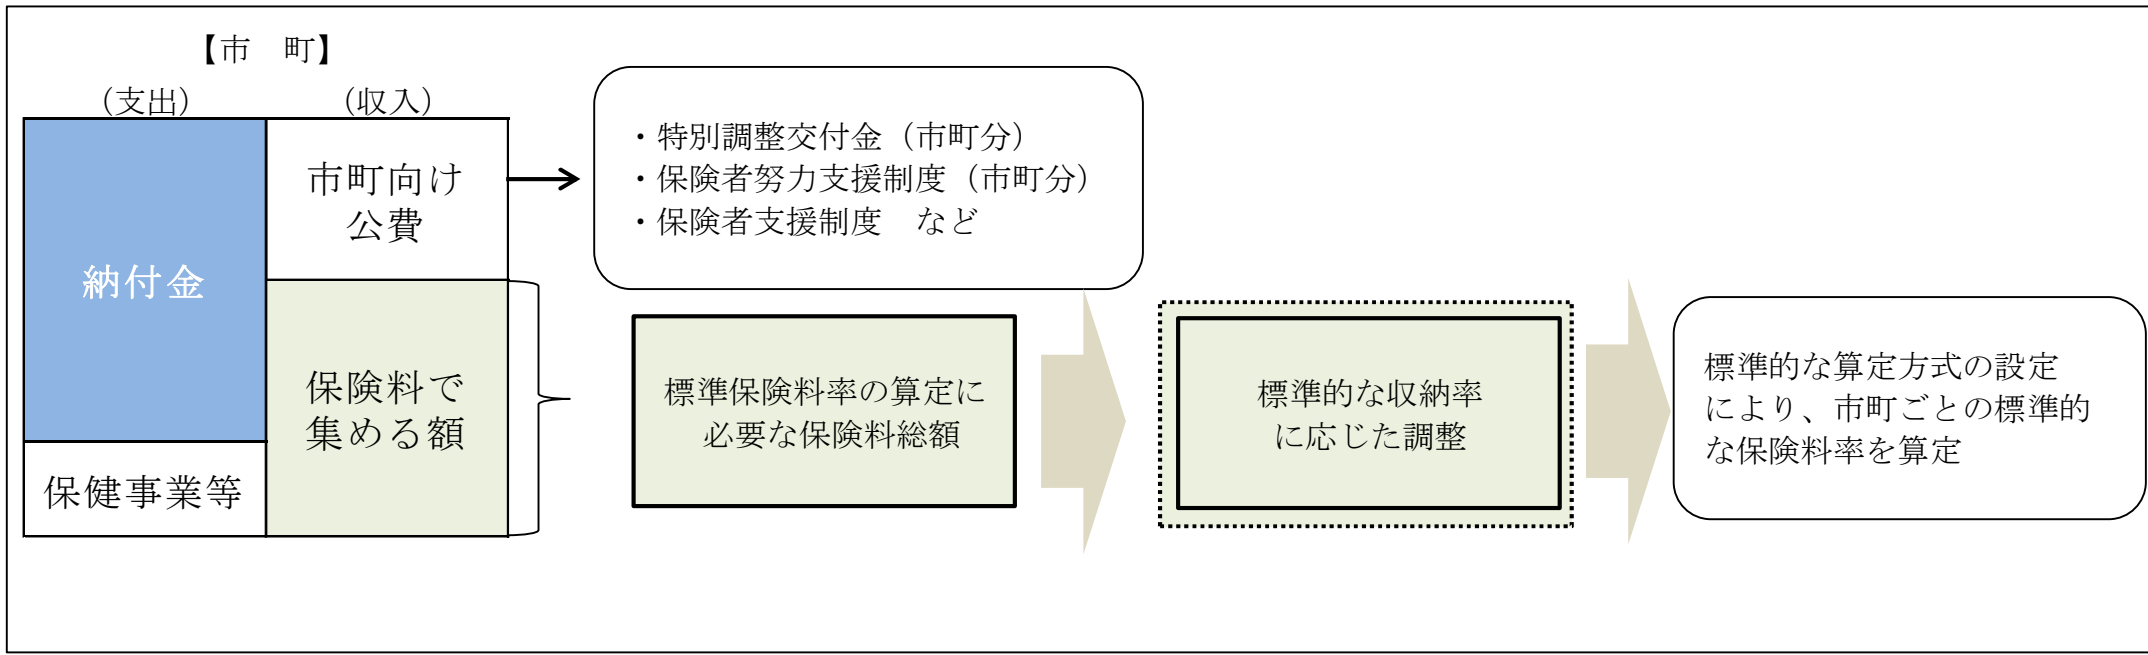 【市　町】
（支出）
（収入）
納付金
保健事業等
市町向け
公費
保険料で
集める額
・特別調整交付金（市町分）
・保険者努力支援制度（市町分）
・保険者支援制度　など
標準保険料率の算定に
必要な保険料総額
標準的な収納率
に応じた調整
標準的な算定方式の設定
により、市町ごとの標準的
な保険料率を算定